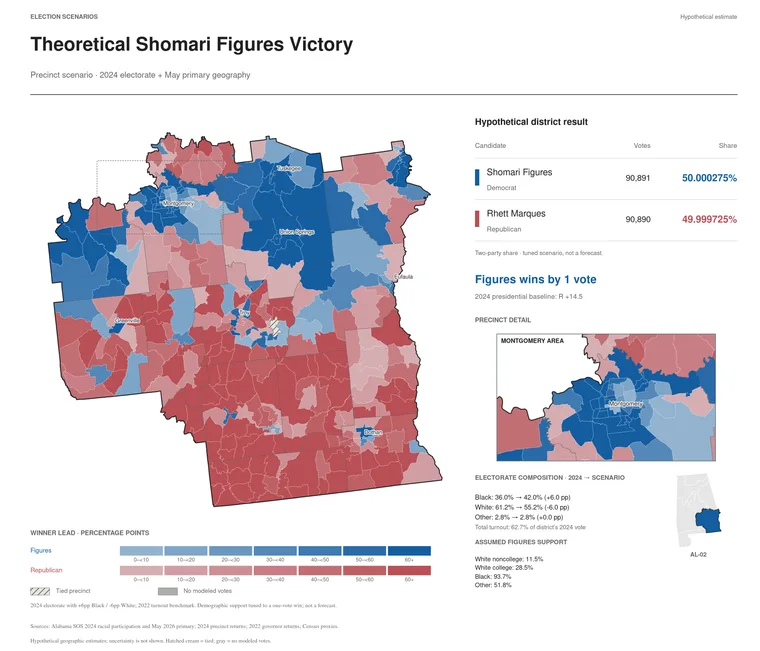 ELECTION SCENARIOS
Hypothetical estimate
Theoretical Shomari Figures Victory
Precinct scenario · 2024 electorate + May primary geography
Tuskegee
Montgomery
Union Springs
Eufaula
Greenville
Troy
Dothan
Hypothetical district result
Candidate Votes Share
Shomari Figures
Democrat
90,891 50.000275%
Rhett Marques
Republican
90,890 49.999725%
Two-party share · tuned scenario, not a forecast.
Figures wins by 1 vote
2024 presidential baseline: R +14.5
PRECINCT DETAIL
MONTGOMERY AREA
Montgomery
ELECTORATE COMPOSITION · 2024 → SCENARIO
Black: 36.0% → 42.0% (+6.0 pp)
White: 61.2% → 55.2% (-6.0 pp)
Other: 2.8% → 2.8% (+0.0 pp)
Total turnout: 62.7% of district's 2024 vote
ASSUMED FIGURES SUPPORT
White noncollege: 11.5%
White college: 28.5%
Black: 93.7%
Other: 51.8%
AL-02
WINNER LEAD · PERCENTAGE POINTS
Figures
0–<10 10–<20 20–<30 30–<40 40–<50 50–<60 60+
Republican
0–<10 10–<20 20–<30 30–<40 40–<50 50–<60 60+
Tied precinct No modeled votes
2024 electorate with +6pp Black / -6pp White; 2022 turnout benchmark. Demographic support tuned to a one-vote win; not a forecast.
Sources: Alabama SOS 2024 racial participation and May 2026 primary; 2024 precinct returns; 2022 governor returns; Census proxies.
Hypothetical geographic estimates; uncertainty is not shown. Hatched cream = tied; gray = no modeled votes.